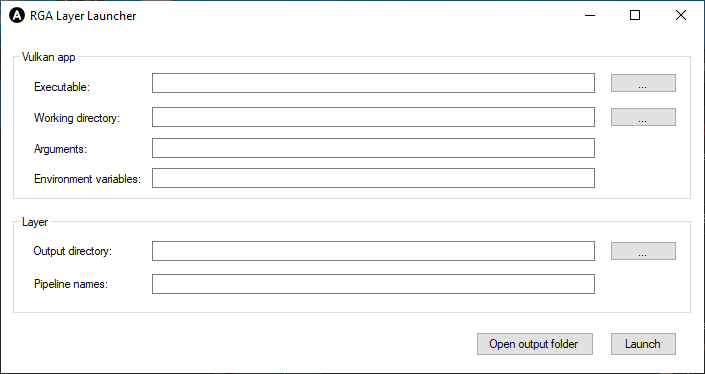 RGA Layer Launcher
Vulkan app
Executable:
...
Working directory:
...
Arguments:
Environment variables:
Layer
Output directory:
...
Pipeline names:
Open output folder
Launch